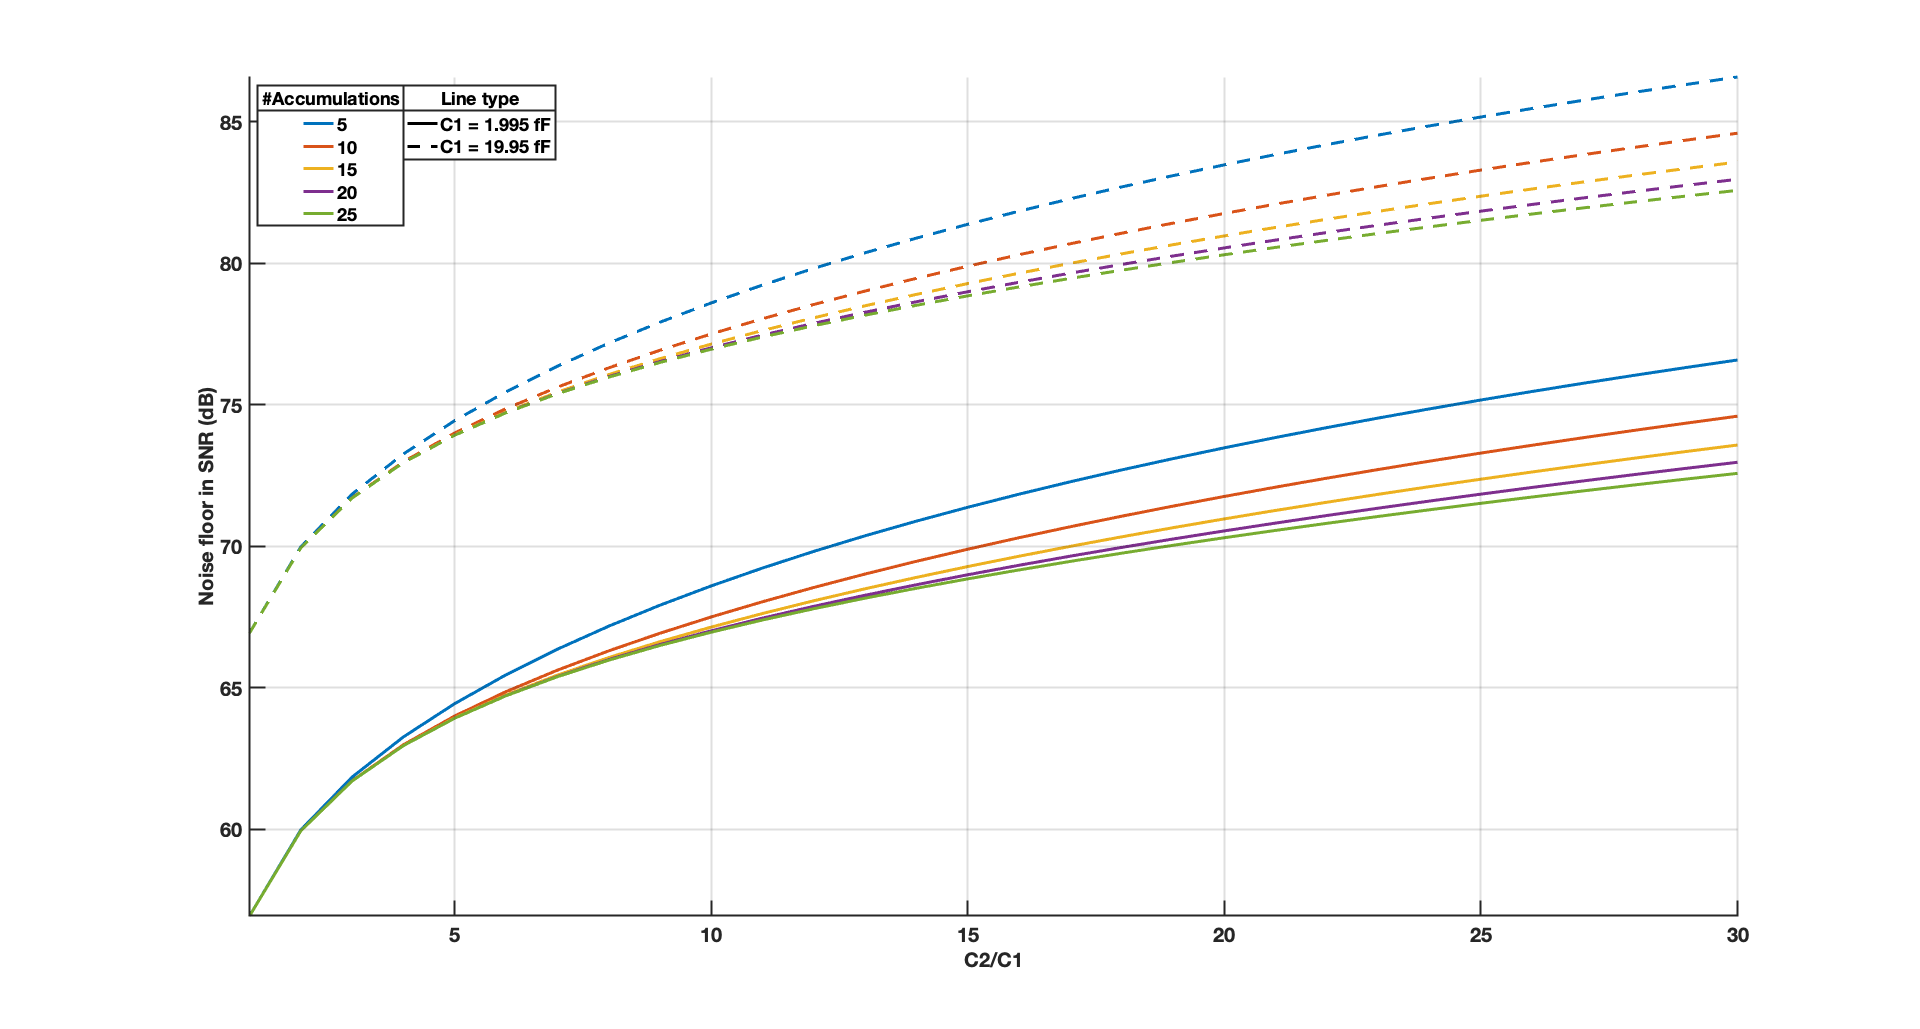 #Accumulations Line type
5 C1 = 1.995 fF
10 C1 = 19.95 fF
15
20
25
85
80
75
70
65
60
Noise floor in SNR (dB)
5 10 15 20 25 30
C2/C1